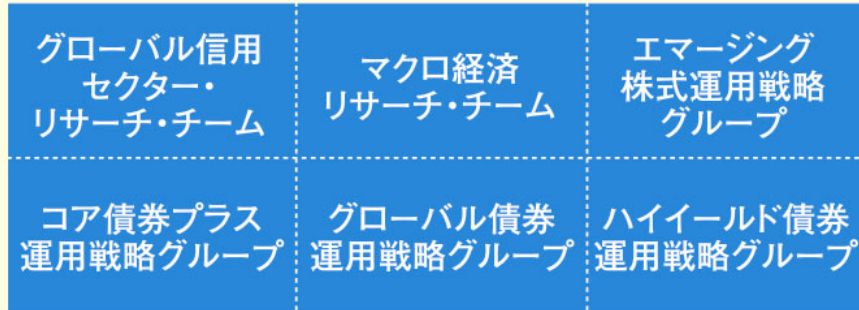 グローバル信用
セクター・
リサーチ・チーム
マクロ経済
リサーチ・チーム
エマージング
株式運用戦略
グループ
コア債券プラス
運用戦略グループ
グローバル債券
運用戦略グループ
ハイイールド債券
運用戦略グループ